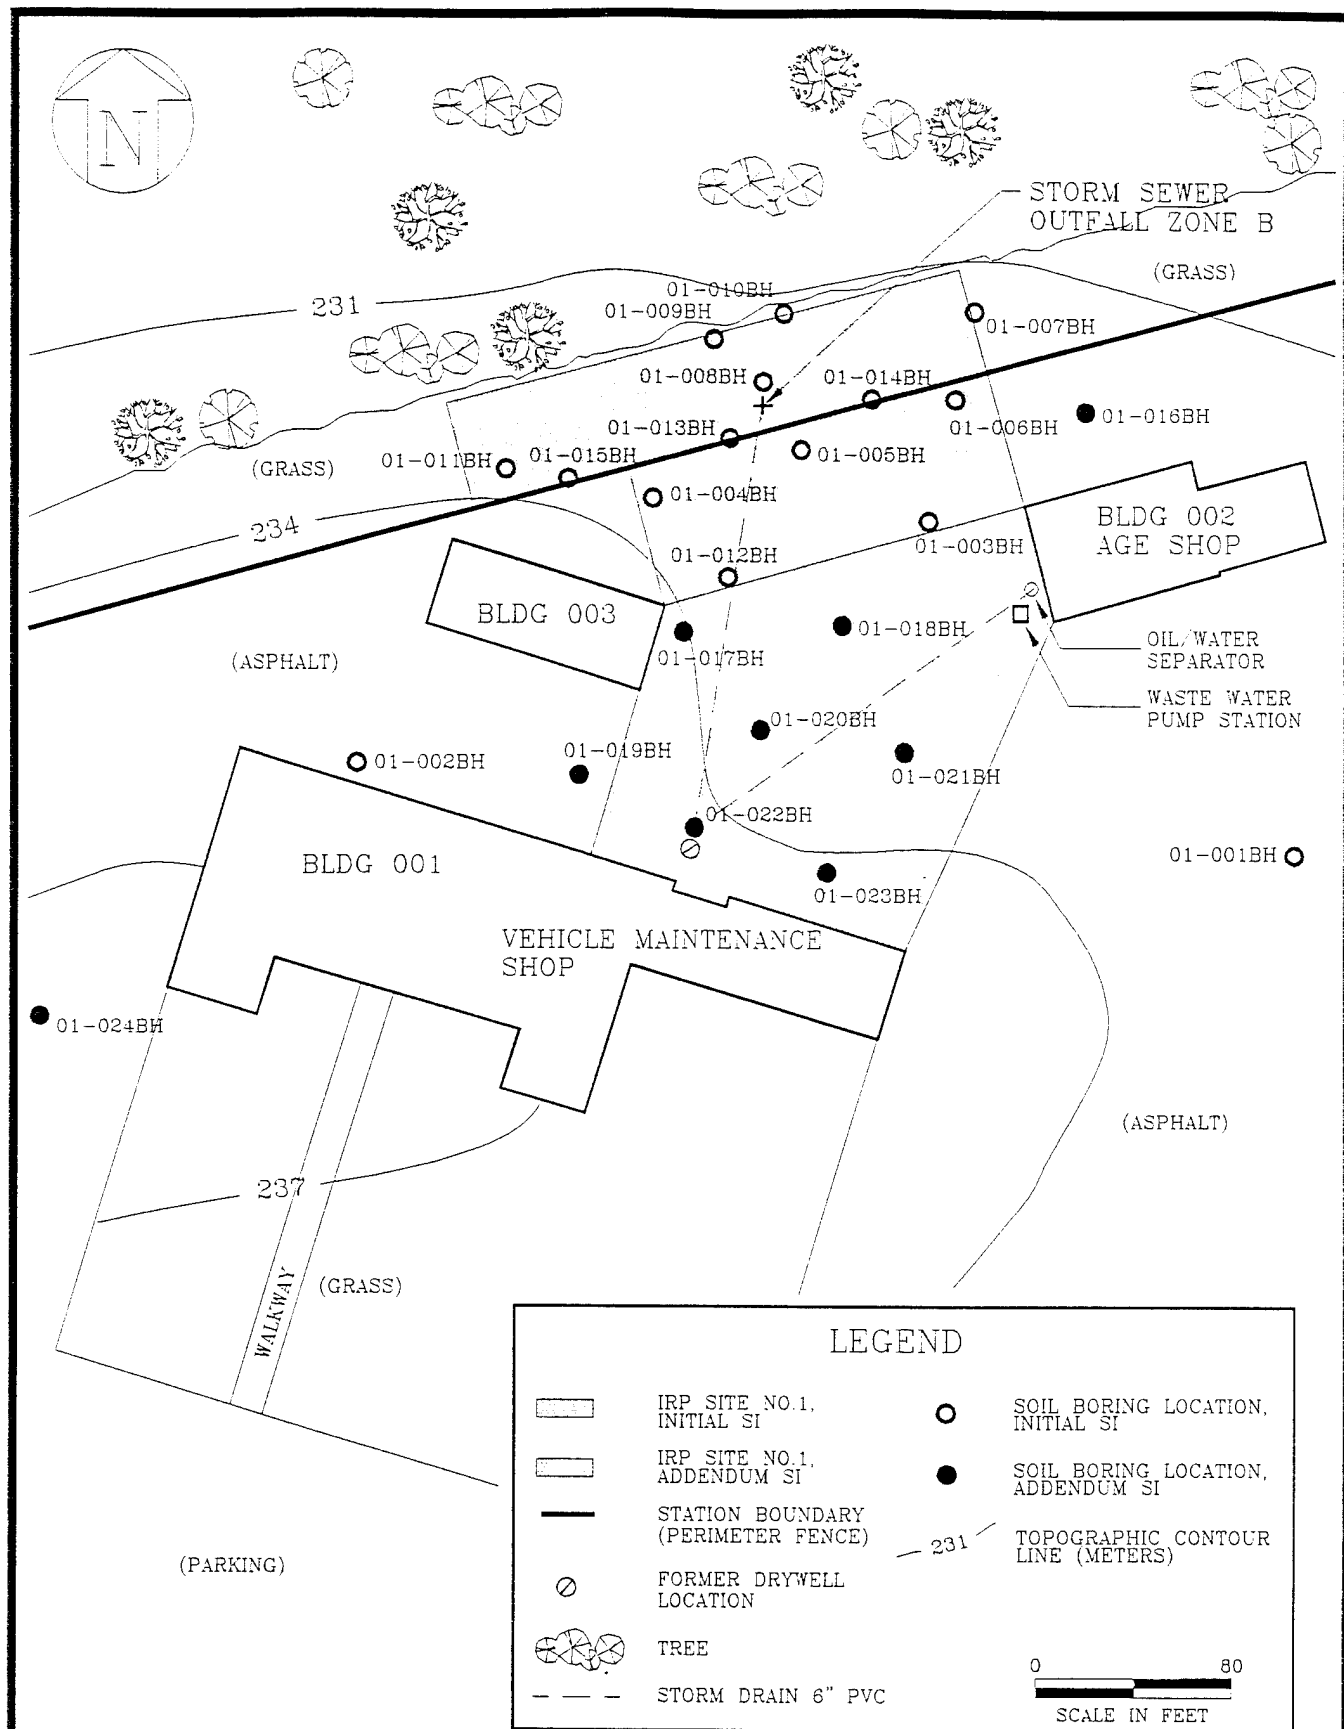 N
STORM SEWER
OUTFALL ZONE B
(GRASS)
231
01-010BH
01-009BH
01-007BH
01-008BH
01-014BH
01-016BH
01-013BH
01-006BH
01-005BH
01-011BH
01-015BH
(GRASS)
01-004BH
234
BLDG 002
AGE SHOP
01-003BH
01-012BH
BLDG 003
01-018BH
01-017BH
OIL/WATER
SEPARATOR
(ASPHALT)
WASTE WATER
PUMP STATION
01-020BH
01-019BH
01-002BH
01-021BH
01-022BH
BLDG 001
01-001BH
01-023BH
VEHICLE MAINTENANCE
SHOP
01-024BH
(ASPHALT)
237
WALKWAY
(GRASS)
(PARKING)
LEGEND
IRP SITE NO.1,
INITIAL SI
IRP SITE NO.1,
ADDENDUM SI
STATION BOUNDARY
(PERIMETER FENCE)
FORMER DRYWELL
LOCATION
TREE
STORM DRAIN 6" PVC
SOIL BORING LOCATION,
INITIAL SI
SOIL BORING LOCATION,
ADDENDUM SI
231
TOPOGRAPHIC CONTOUR
LINE (METERS)
0 80
SCALE IN FEET